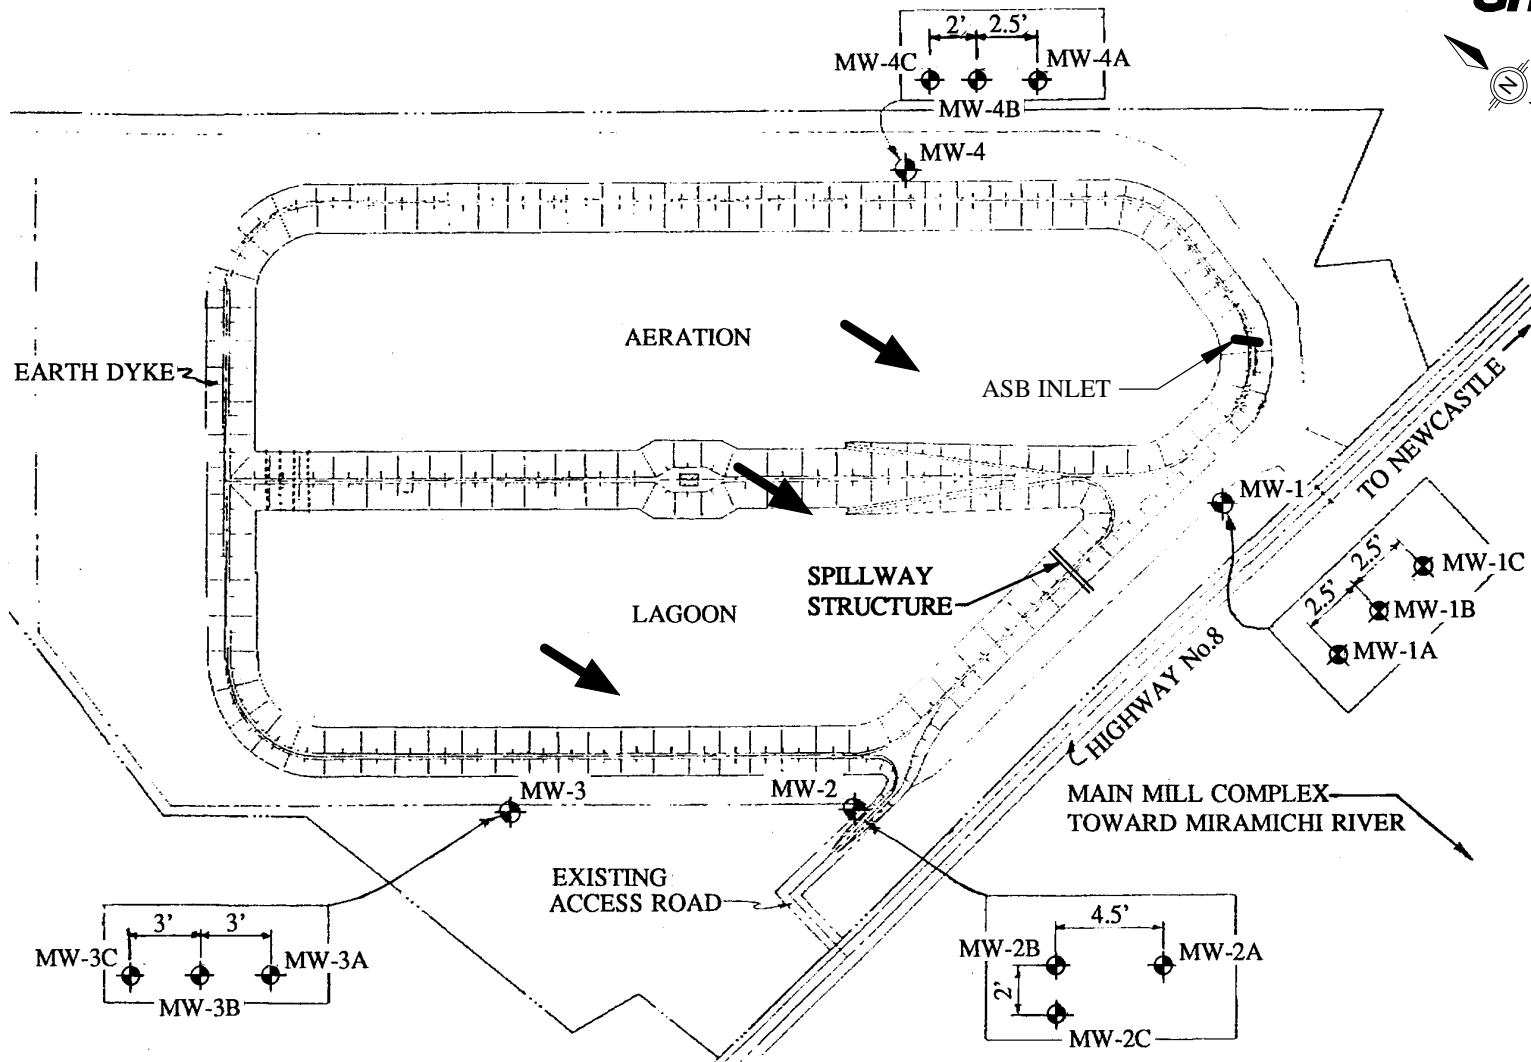 2' 2.5'
MW-4C MW-4A
MW-4B
N
MW-4
AERATION
EARTH DYKE
ASB INLET
TO NEWCASTLE
MW-1
2.5'
2.5'
MW-1C
MW-1B
MW-1A
SPILLWAY
STRUCTURE
LAGOON
HIGHWAY No.8
MW-3
MW-2
MAIN MILL COMPLEX
TOWARD MIRAMICHI RIVER
EXISTING
ACCESS ROAD
3' 3'
MW-3C MW-3A
MW-3B
4.5'
MW-2B MW-2A
2'
MW-2C